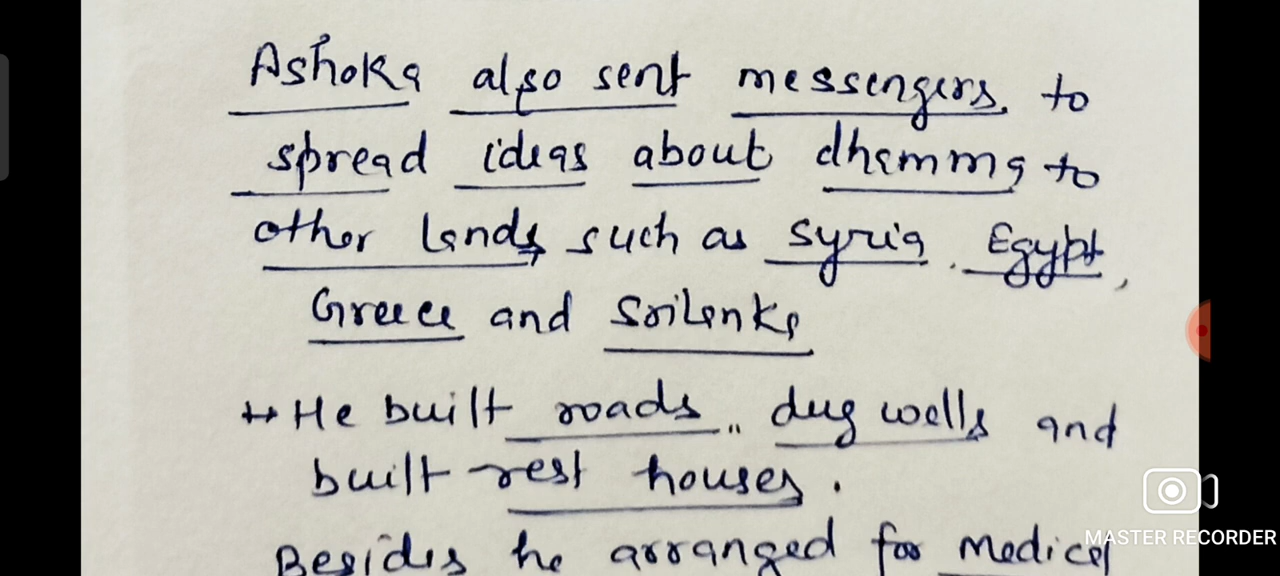 Ashoka also sent messengers. to
spread ideas about dhamma to
other lands such as Syria. Egypt,
Greece and Srilanka
He built roads,, dug wells and
built rest houses.
Besides he arranged for medical
MASTER RECORDER